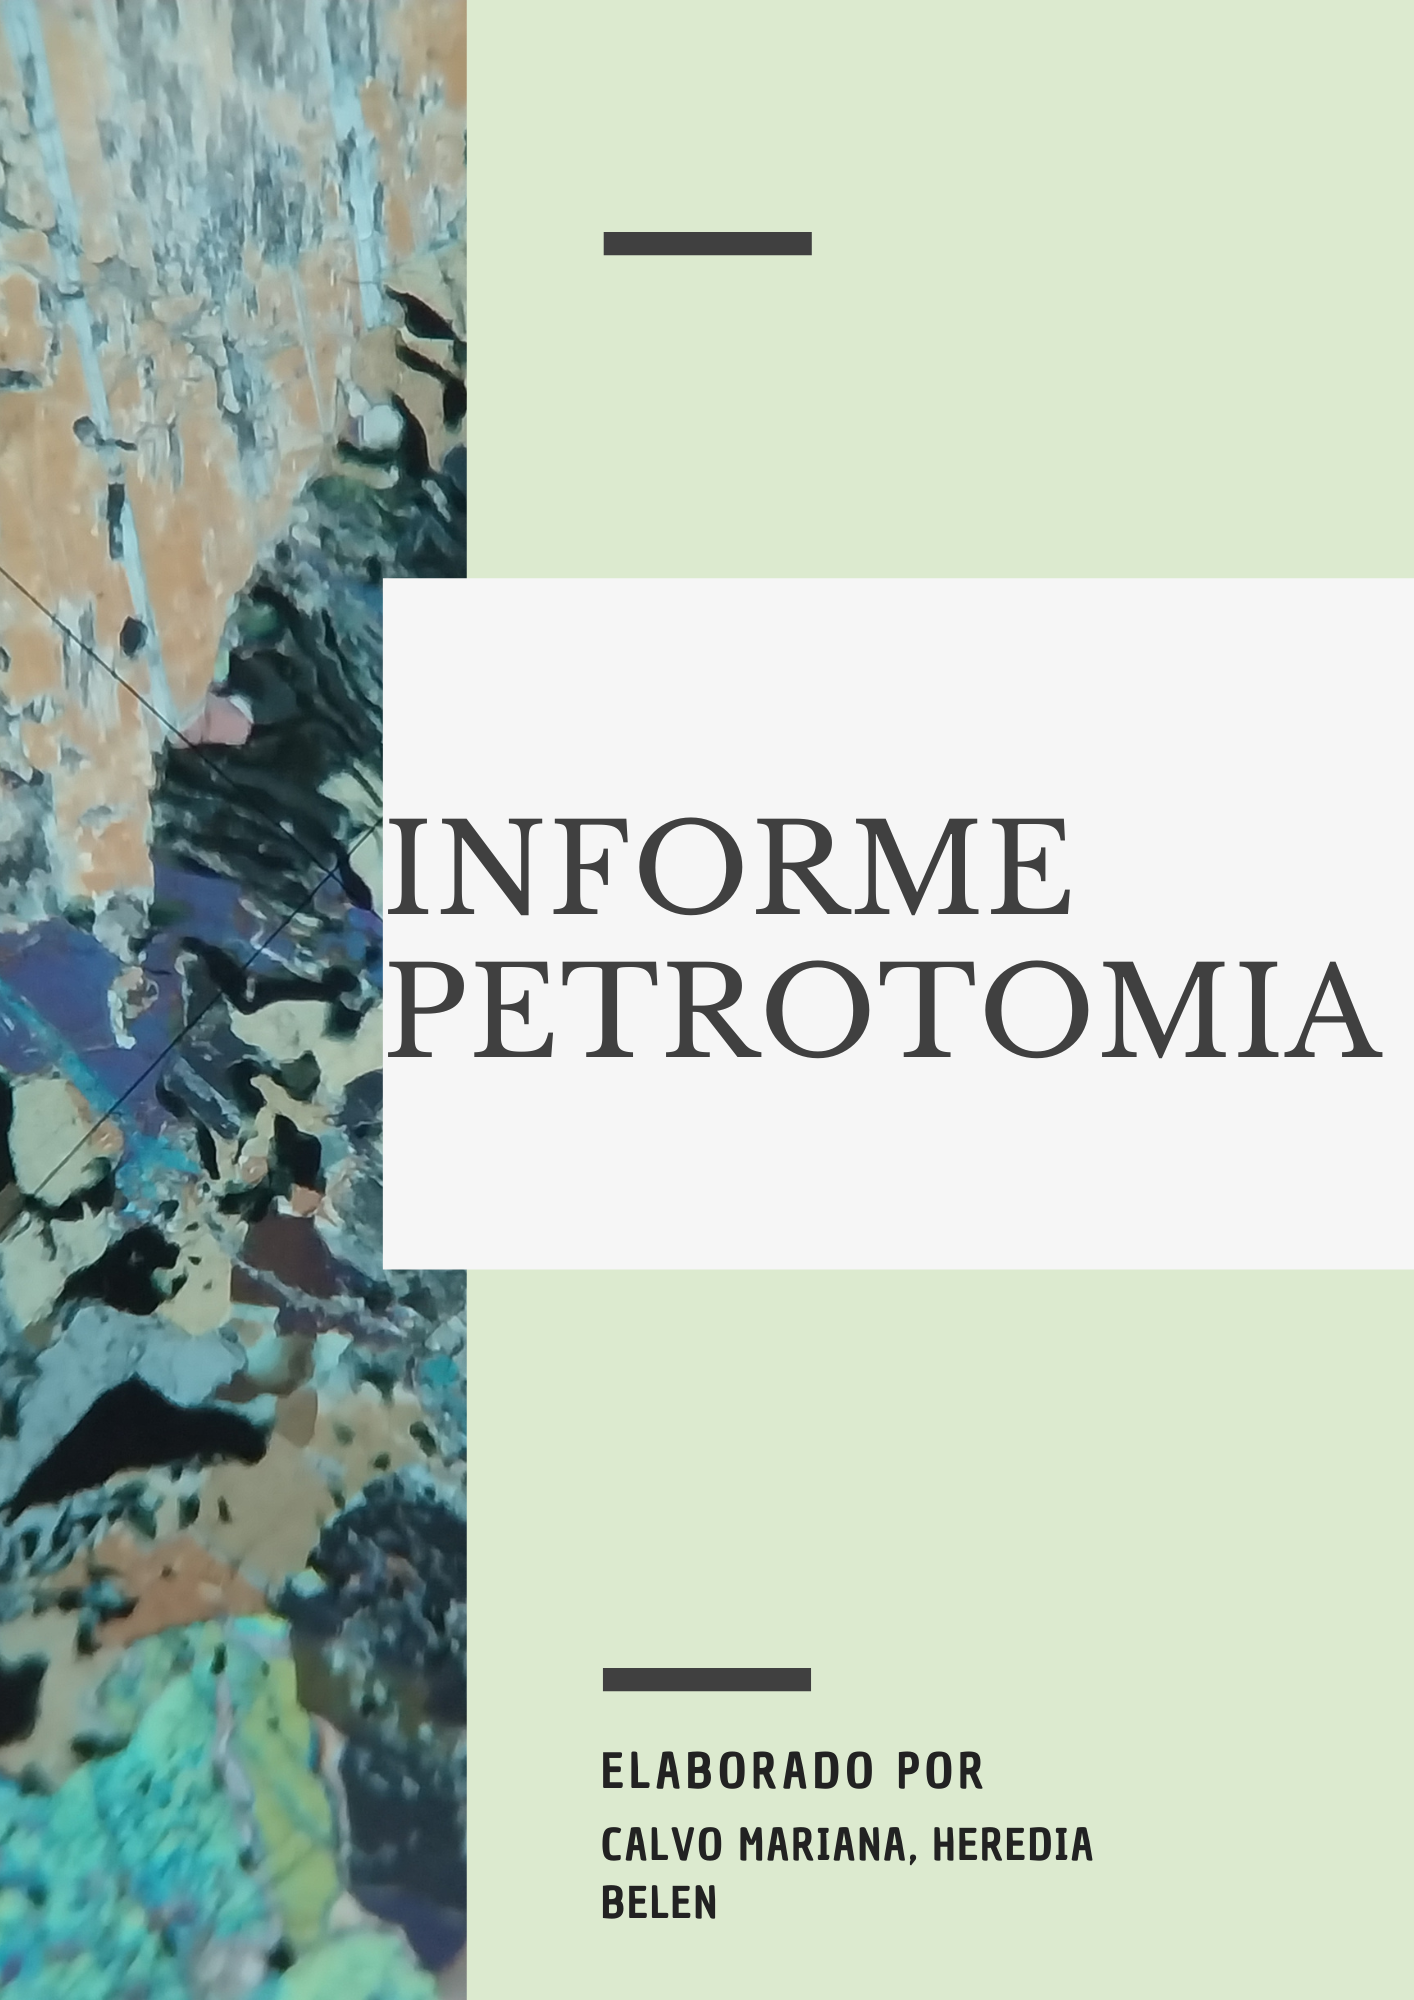 INFORME
PETROTOMIA
ELABORADO POR
CALVO MARIANA, HEREDIA
BELEN